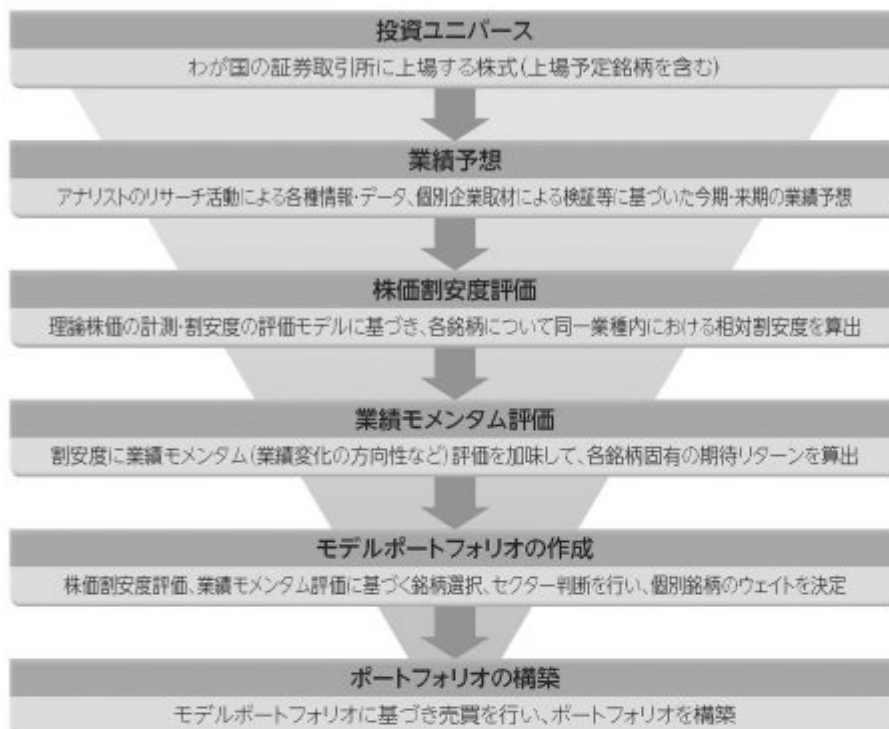 投資ユニバース
わが国の証券取引所に上場する株式(上場予定銘柄を含む)
業績予想
アナリストのリサーチ活動による各種情報・データ、個別企業取材による検証等に基づいた今期・来期の業績予想
株価割安度評価
理論株価の計測・割安度の評価モデルに基づき、各銘柄について同一業種内における相対割安度を算出
業績モメンタム評価
割安度に業績モメンタム(業績変化の方向性など)評価を加味して、各銘柄固有の期待リターンを算出
モデルポートフォリオの作成
株価割安度評価、業績モメンタム評価に基づく銘柄選択、セクター判断を行い、個別銘柄のウェイトを決定
ポートフォリオの構築
モデルポートフォリオに基づき売買を行い、ポートフォリオを構築